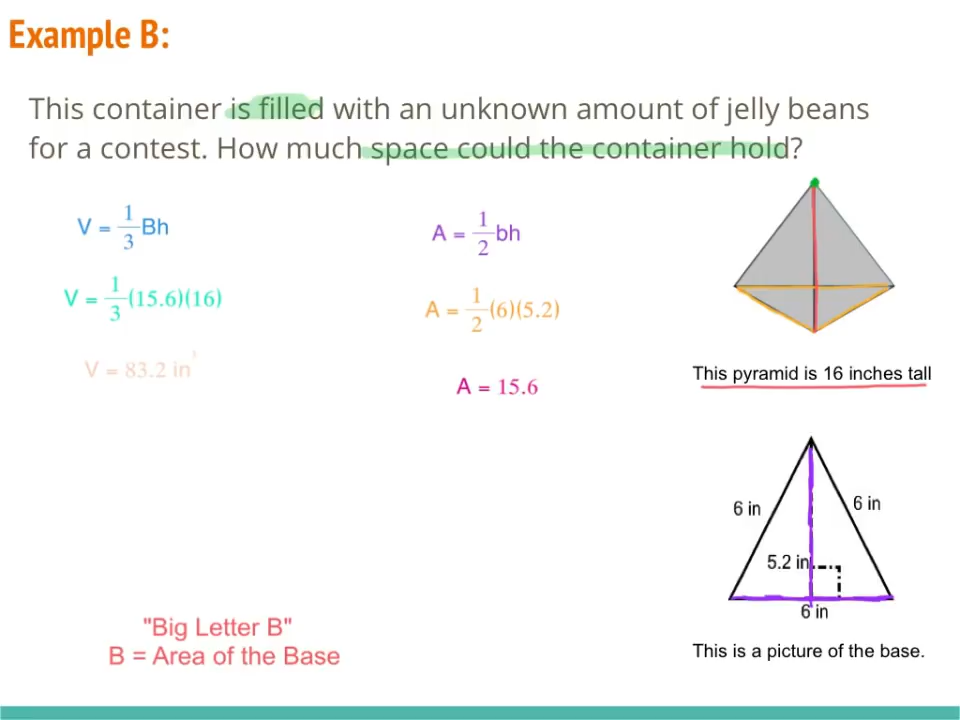 Example B:
This container is filled with an unknown amount of jelly beans
for a contest. How much space could the container hold?
V = 1/3 Bh
A = 1/2 bh
V = 1/3 (15.6)(16)
A = 1/2 (6)(5.2)
V = 83.2 in³
A = 15.6
This pyramid is 16 inches tall
6 in
6 in
5.2 in
6 in
This is a picture of the base.
"Big Letter B"
B = Area of the Base